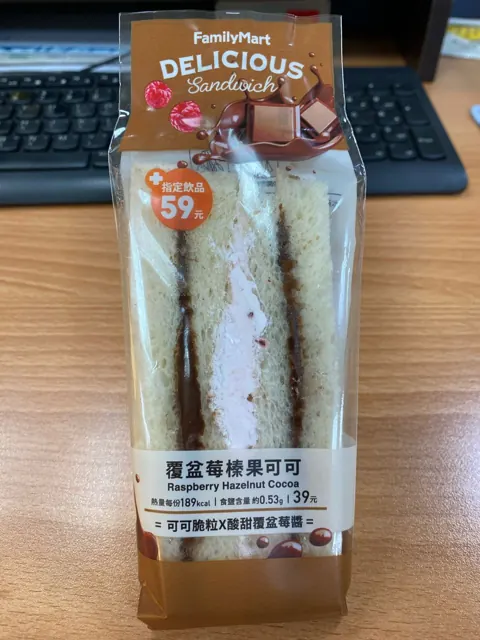 FamilyMart
DELICIOUS
Sandwich
指定飲品
59元
覆盆莓榛果可可
Raspberry Hazelnut Cocoa
熱量每份189kcal | 食鹽含量 約0.53g | 39元
= 可可脆粒X酸甜覆盆莓醬 =